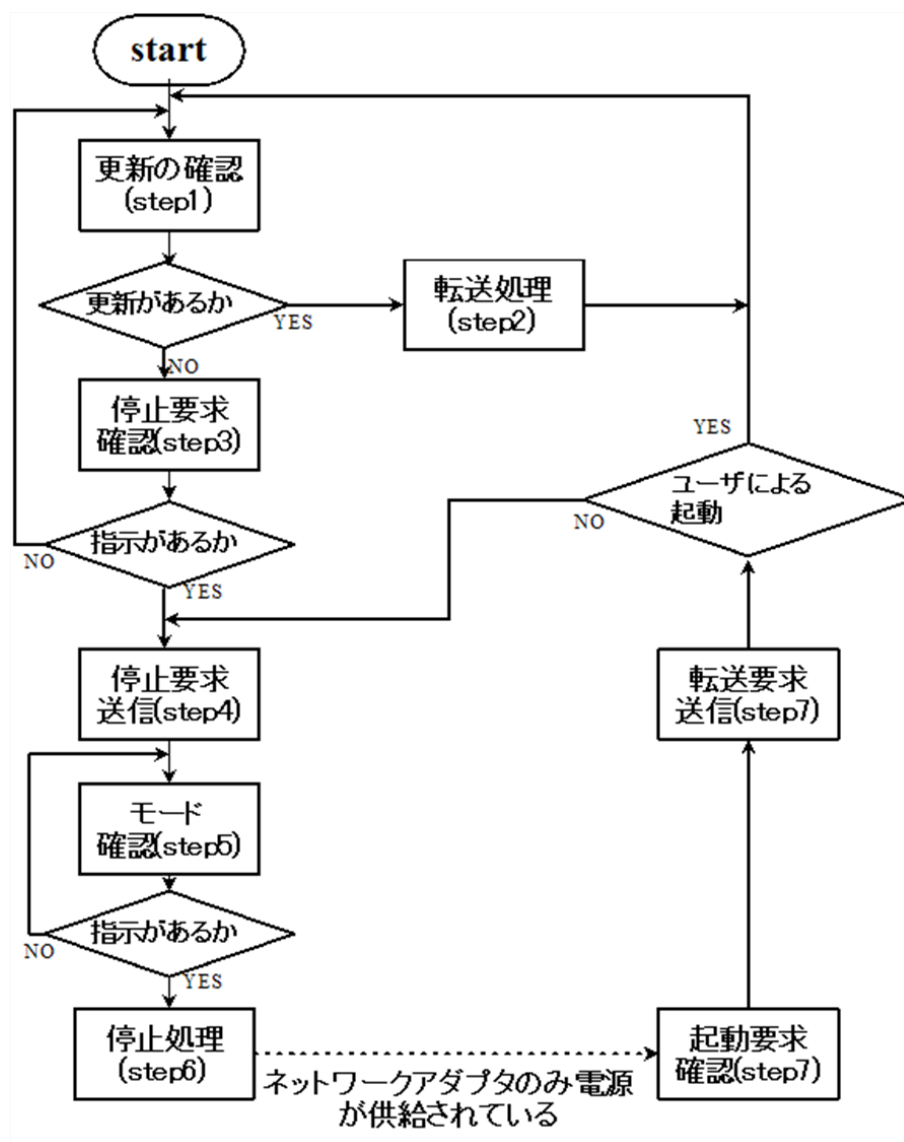 start
更新の確認
(step1)
更新があるか
YES
転送処理
(step2)
NO
停止要求
確認(step3)
YES
ユーザによる
起動
NO
指示があるか
NO
YES
停止要求
送信(step4)
転送要求
送信(step7)
モード
確認(step5)
指示があるか
NO
YES
停止処理
(step6)
起動要求
確認(step7)
ネットワークアダプタのみ電源
が供給されている